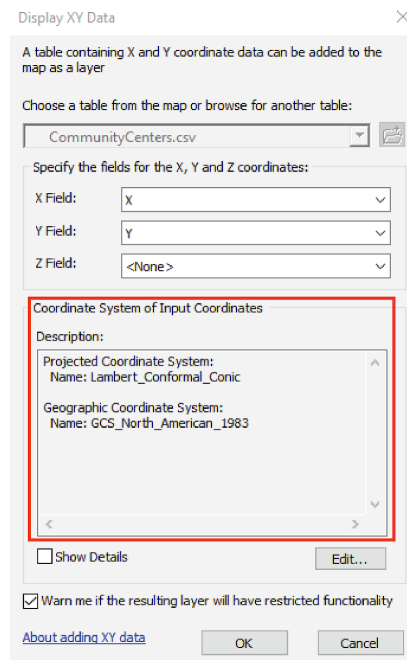 Display XY Data
A table containing X and Y coordinate data can be added to the
map as a layer
Choose a table from the map or browse for another table:
CommunityCenters.csv
Specify the fields for the X, Y and Z coordinates:
X Field:
X
Y Field:
Y
Z Field:
<None>
Coordinate System of Input Coordinates
Description:
Projected Coordinate System:
Name: Lambert_Conformal_Conic
Geographic Coordinate System:
Name: GCS_North_American_1983
Show Details
Edit...
Warn me if the resulting layer will have restricted functionality
About adding XY data
OK
Cancel